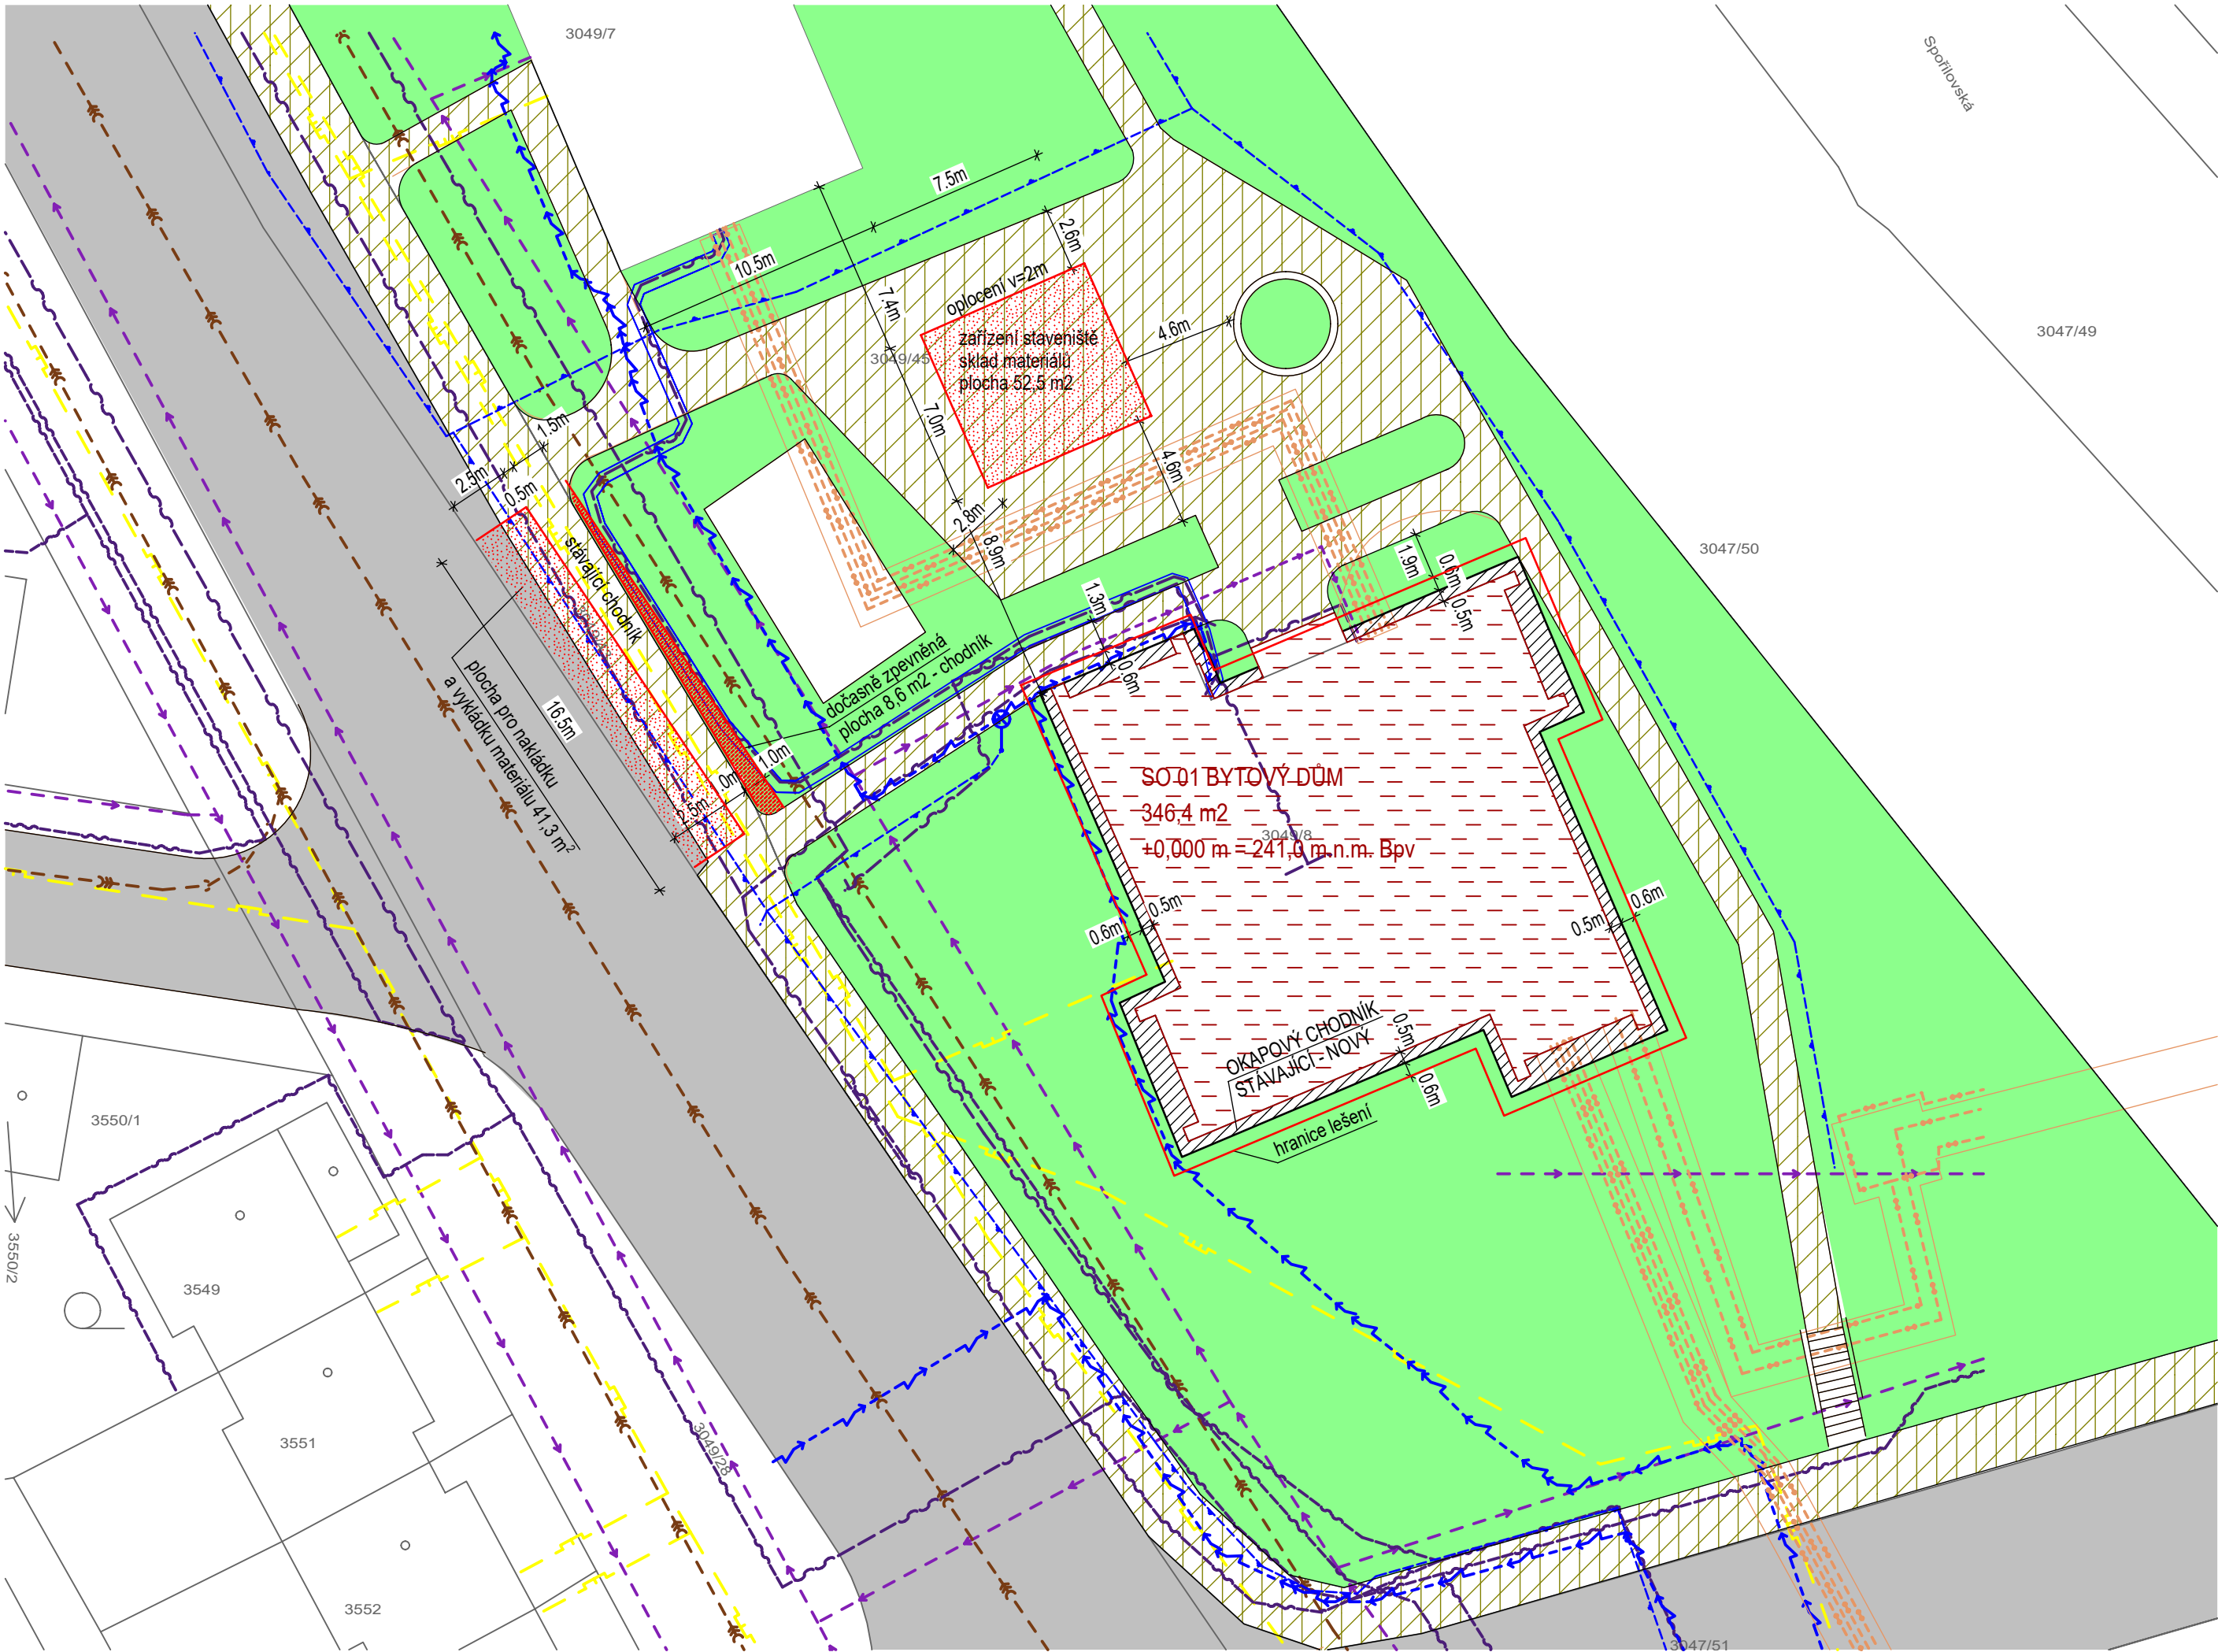 3049/7
Spořilovská
7.5m
2.6m
10.5m
7.4m
oplocení v=2m
zařízení staveniště
sklad materiálů
plocha 52,5 m2
3049/45
4.6m
3047/49
7.0m
1.5m
2.5m
0.5m
4.6m
2.8m
8.9m
3047/50
stávající chodník
1.9m
0.6m
0.5m
1.3m
0.6m
dočasně zpevněná
plocha 8,6 m2 - chodník
plocha pro nakládku
a vykládku materiálu 41,3 m2
16.5m
1.0m
.0m
2.5m
SO 01 BYTOVÝ DŮM
346,4 m2
3049/8
+0,000 m = 241,0 m.n.m. Bpv
0.5m
0.6m
0.6m
0.5m
OKAPOVÝ CHODNÍK
STÁVAJÍCÍ - NOVÝ
0.5m
0.6m
hranice lešení
3550/1
3550/2
3549
3551
3049/28
3552
3047/51